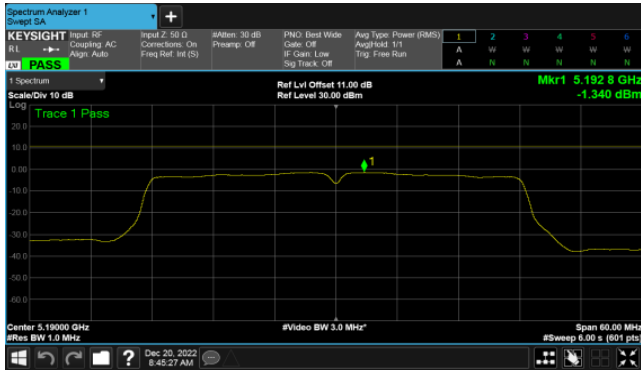 Spectrum Analyzer 1
Swept SA
+
KEYSIGHT
RL
Align: Auto
LXI PASS
Input: RF
Coupling: AC
Input Z: 50 Ω
Corrections: On
Freq Ref: Int (S)
#Atten: 30 dB
Preamp: Off
PNO: Best Wide
Gate: Off
IF Gain: Low
Sig Track: Off
Avg Type: Power (RMS)
Avg|Hold: 1/1
Trig: Free Run
1 2 3 4 5 6
A W W W W W
A N N N N N
1 Spectrum
Scale/Div 10 dB
Ref Lvl Offset 11.00 dB
Ref Level 30.00 dBm
Mkr1 5.192 8 GHz
-1.340 dBm
Log
Trace 1 Pass
20.0
10.0
0.00
1
-10.0
-20.0
-30.0
-40.0
-50.0
-60.0
Center 5.19000 GHz
#Res BW 1.0 MHz
#Video BW 3.0 MHz*
Span 60.00 MHz
#Sweep 6.00 s (601 pts)
?
Dec 20, 2022
8:45:27 AM